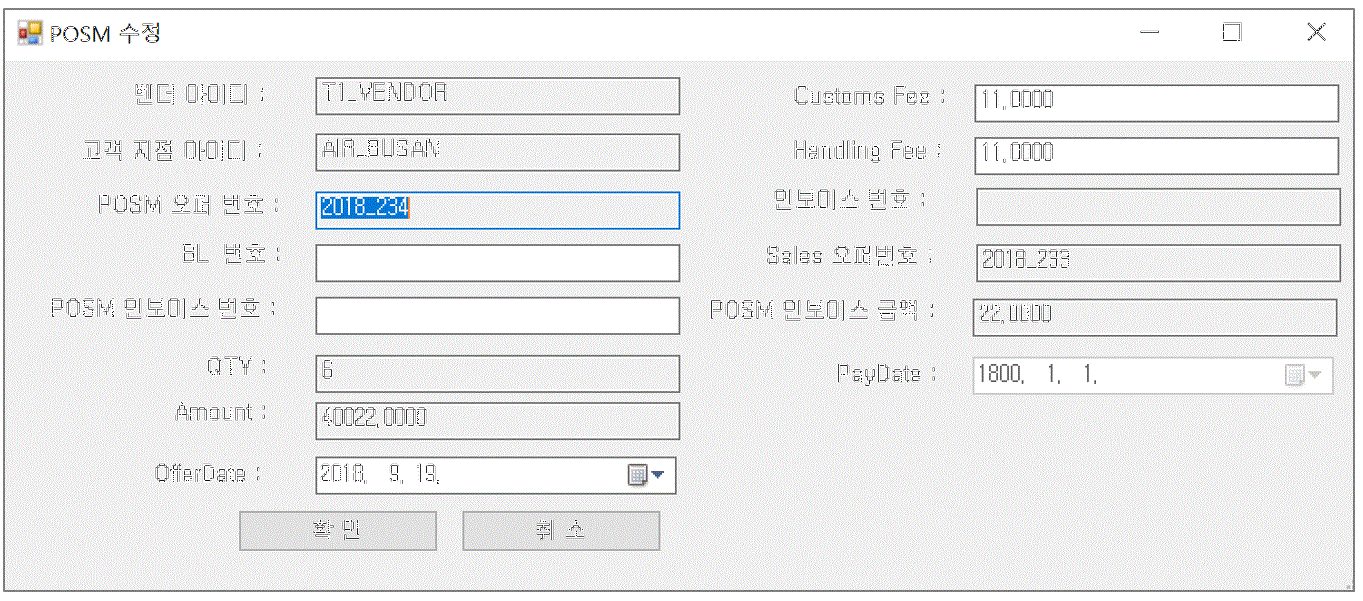 POSM 수정
벤더 아이디 : T1_VENDOR
고객 지점 아이디 : AIR_BUSAN
POSM 오퍼 번호 : 2018_234
BL 번호 :
POSM 인보이스 번호 :
QTY : 6
Amount : 40022,0000
OfferDate : 2018, 9, 19,
확 인 취 소
Customs Fee : 11,0000
Handling Fee : 11,0000
인보이스 번호 :
Sales 오퍼번호 : 2018_233
POSM 인보이스 금액 : 22,0000
PayDate : 1800, 1, 1,